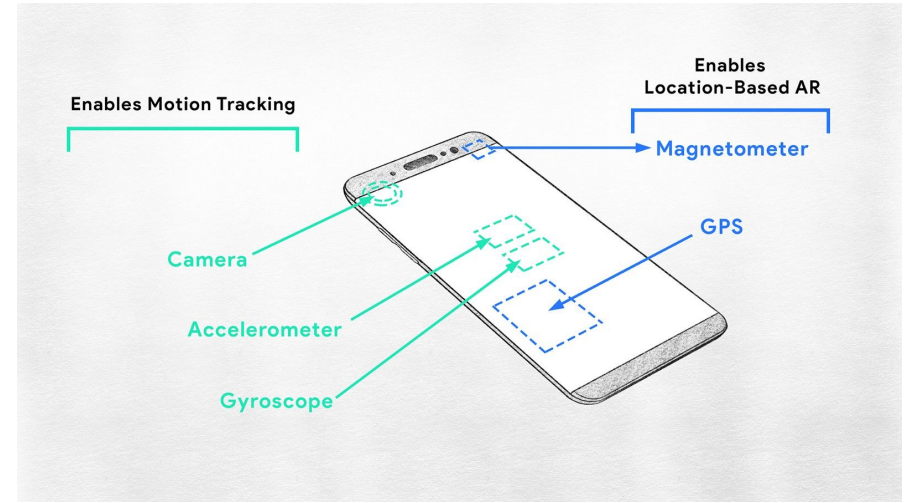 Enables Motion Tracking
Enables
Location-Based AR
Magnetometer
GPS
Camera
Accelerometer
Gyroscope